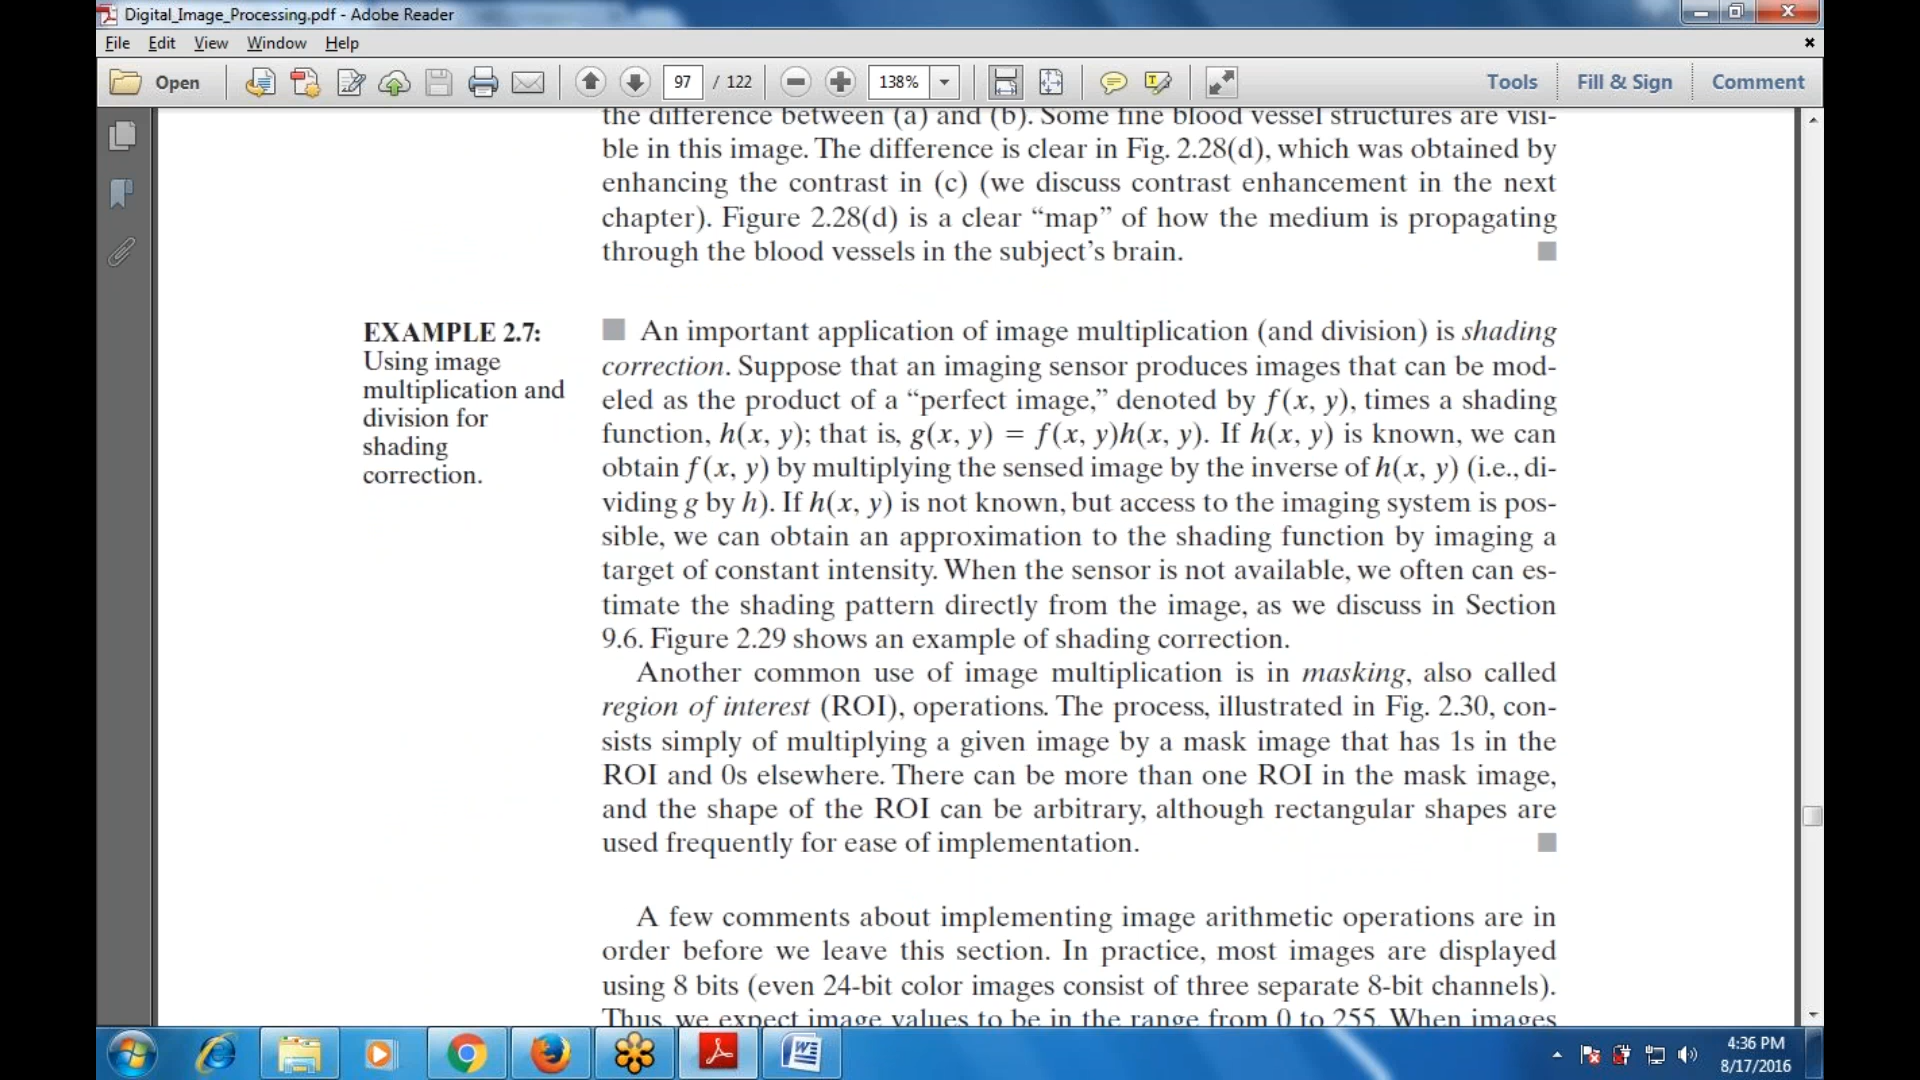 Digital_Image_Processing.pdf - Adobe Reader
File Edit View Window Help
Open 97 / 122 138% Tools Fill & Sign Comment
the difference between (a) and (b). Some fine blood vessel structures are visi-
ble in this image. The difference is clear in Fig. 2.28(d), which was obtained by
enhancing the contrast in (c) (we discuss contrast enhancement in the next
chapter). Figure 2.28(d) is a clear “map” of how the medium is propagating
through the blood vessels in the subject’s brain.
EXAMPLE 2.7:
Using image
multiplication and
division for
shading
correction.
An important application of image multiplication (and division) is shading
correction. Suppose that an imaging sensor produces images that can be mod-
eled as the product of a “perfect image,” denoted by f(x, y), times a shading
function, h(x, y); that is, g(x, y) = f(x, y)h(x, y). If h(x, y) is known, we can
obtain f(x, y) by multiplying the sensed image by the inverse of h(x, y) (i.e., di-
viding g by h). If h(x, y) is not known, but access to the imaging system is pos-
sible, we can obtain an approximation to the shading function by imaging a
target of constant intensity. When the sensor is not available, we often can es-
timate the shading pattern directly from the image, as we discuss in Section
9.6. Figure 2.29 shows an example of shading correction.
Another common use of image multiplication is in masking, also called
region of interest (ROI), operations. The process, illustrated in Fig. 2.30, con-
sists simply of multiplying a given image by a mask image that has 1s in the
ROI and 0s elsewhere. There can be more than one ROI in the mask image,
and the shape of the ROI can be arbitrary, although rectangular shapes are
used frequently for ease of implementation.
A few comments about implementing image arithmetic operations are in
order before we leave this section. In practice, most images are displayed
using 8 bits (even 24-bit color images consist of three separate 8-bit channels).
Thus, we expect image values to be in the range from 0 to 255. When images
4:36 PM
8/17/2016